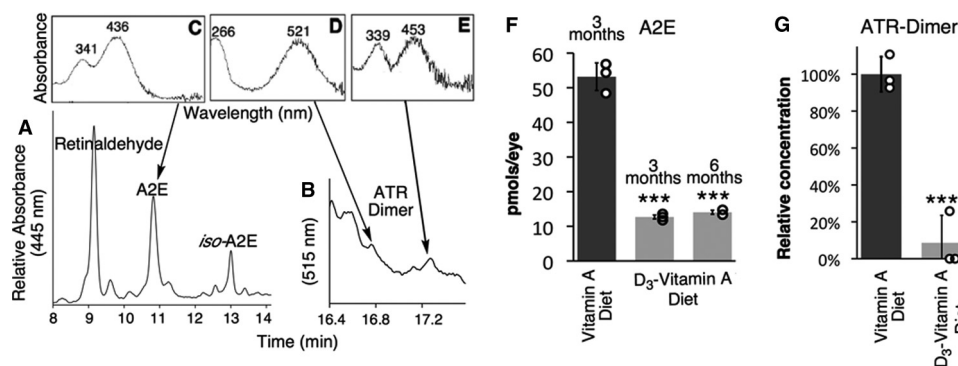 C
436
341
D
266
521
E
339
453
Absorbance
Wavelength (nm)
A
Retinaldehyde
A2E
iso-A2E
Relative Absorbance
(445 nm)
8 9 10 11 12 13 14
B
ATR
Dimer
(515 nm)
16.4 16.8 17.2
Time (min)
F
3
months
A2E
pmols/eye
60
50
40
30
20
10
0
3
months
***
6
months
***
Vitamin A
Diet
D3-Vitamin A
Diet
G
ATR-Dimer
Relative concentration
100%
80%
60%
40%
20%
0%
***
Vitamin A
Diet
D3-Vitamin A